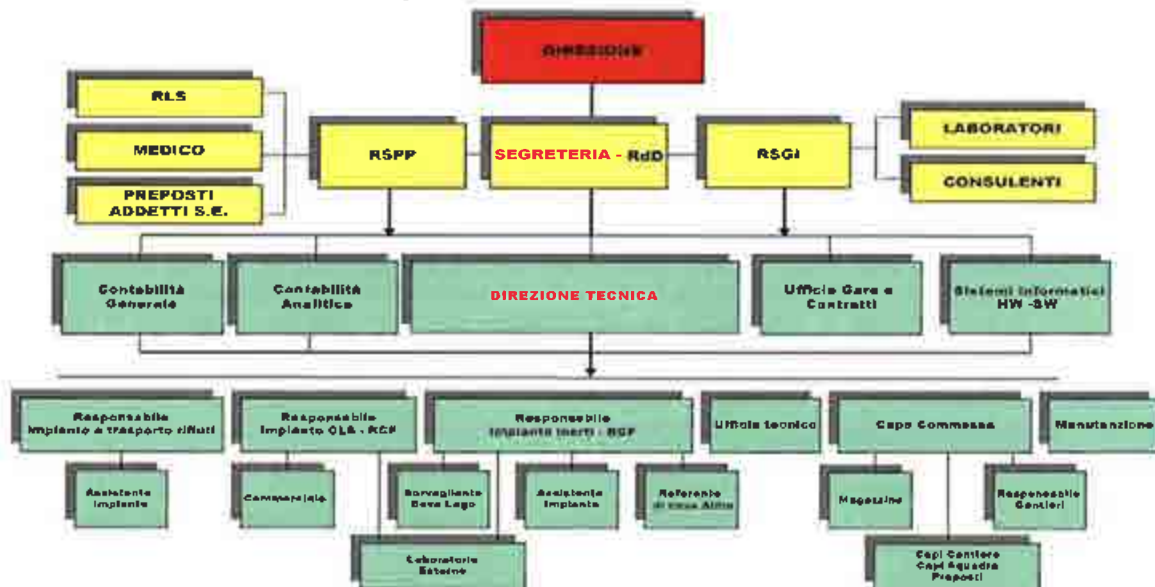 DIREZIONE
RLS
MEDICO
PREPOSTI
ADDETTI S.E.
RSPP
SEGRETERIA - RdD
RSGI
LABORATORI
CONSULENTI
Contabilità
Generale
Contabilità
Analitica
DIREZIONE TECNICA
Ufficio Gare e
Contratti
Sistemi Informatici
HW -SW
Responsabile
Impianto e trasporto rifiuti
Responsabile
Impianto CLS - RCF
Responsabile
Impianto Inerti - RCF
Ufficio tecnico
Capo Commessa
Manutenzione
Assistente
Impianto
Commerciale
Sorvegliante
Cava Lago
Assistente
Impianto
Referente
di cava
Magazzino
Responsabile
Cantieri
Laboratorio
Esterno
Capi Cantiere
Capi Squadra
Preposti